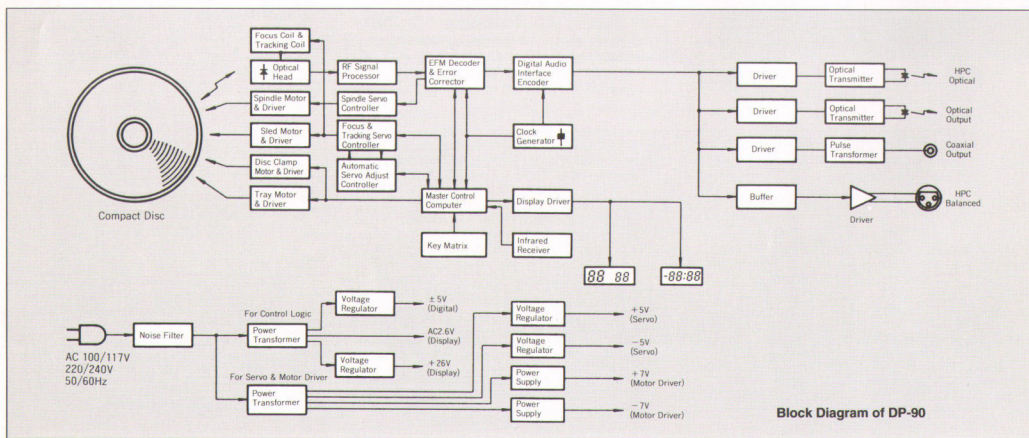 Focus Coil &
Tracking Coil
Optical
Head
RF Signal
Processor
EFM Decoder
& Error
Corrector
Digital Audio
Interface
Encoder
Spindle Motor
& Driver
Spindle Servo
Controller
Sled Motor
& Driver
Focus &
Tracking Servo
Controller
Clock
Generator
Disc Clamp
Motor & Driver
Automatic
Servo Adjust
Controller
Tray Motor
& Driver
Master Control
Computer
Display Driver
Compact Disc
Key Matrix
Infrared
Receiver
88 88
-88:88
Driver
Optical
Transmitter
HPC
Optical
Driver
Optical
Transmitter
Optical
Output
Driver
Pulse
Transformer
Coaxial
Output
Buffer
Driver
HPC
Balanced
AC 100/117V
220/240V
50/60Hz
Noise Filter
For Control Logic
Power
Transformer
Voltage
Regulator
±5V
(Digital)
AC2.6V
(Display)
Voltage
Regulator
+26V
(Display)
For Servo & Motor Driver
Power
Transformer
Voltage
Regulator
+5V
(Servo)
Voltage
Regulator
−5V
(Servo)
Power
Supply
+7V
(Motor Driver)
Power
Supply
−7V
(Motor Driver)
Block Diagram of DP-90